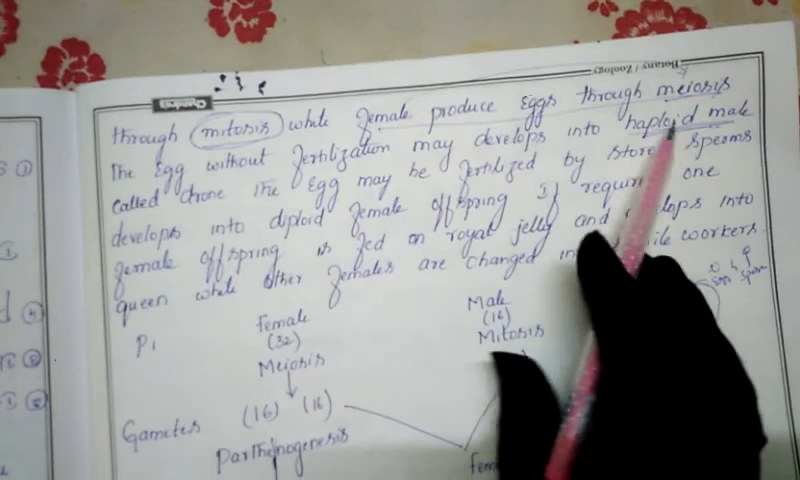 Botany / Zoology
through mitosis while female produce Eggs through meiosis
The Egg without fertilization may develops into haploid male
called drone The Egg may be fertilized by store sperms
develops into diploid female offspring If require one
female offspring is fed on royal jelly and develops into
queen while other females are changed in workers
P1
Female
(32)
Meiosis
Male
(16)
Mitosis
Gametes (16) (16)
Parthenogenesis